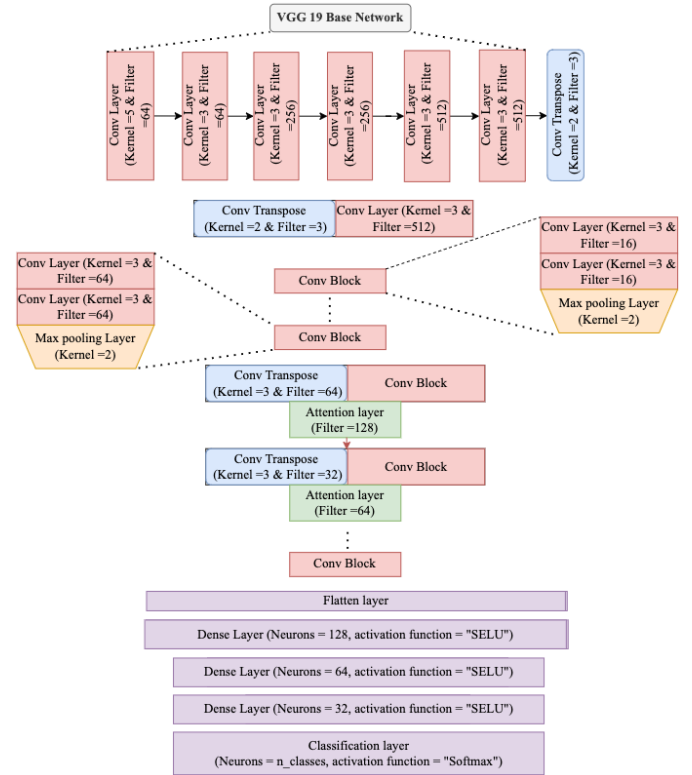 VGG 19 Base Network
Conv Layer
(Kernel =5 & Filter
=64)
Conv Layer
(Kernel =3 & Filter
=64)
Conv Layer
(Kernel =3 & Filter
=256)
Conv Layer
(Kernel =3 & Filter
=256)
Conv Layer
(Kernel =3 & Filter
=512)
Conv Layer
(Kernel =3 & Filter
=512)
Conv Transpose
(Kernel =2 & Filter =3)
Conv Transpose
(Kernel =2 & Filter =3)
Conv Layer (Kernel =3 &
Filter =512)
Conv Layer (Kernel =3 &
Filter =16)
Conv Layer (Kernel =3 &
Filter =16)
Max pooling Layer
(Kernel =2)
Conv Layer (Kernel =3 &
Filter =64)
Conv Layer (Kernel =3 &
Filter =64)
Max pooling Layer
(Kernel =2)
Conv Block
Conv Block
Conv Transpose
(Kernel =3 & Filter =64)
Conv Block
Attention layer
(Filter =128)
Conv Transpose
(Kernel =3 & Filter =32)
Conv Block
Attention layer
(Filter =64)
Conv Block
Flatten layer
Dense Layer (Neurons = 128, activation function = "SELU")
Dense Layer (Neurons = 64, activation function = "SELU")
Dense Layer (Neurons = 32, activation function = "SELU")
Classification layer
(Neurons = n_classes, activation function = "Softmax")